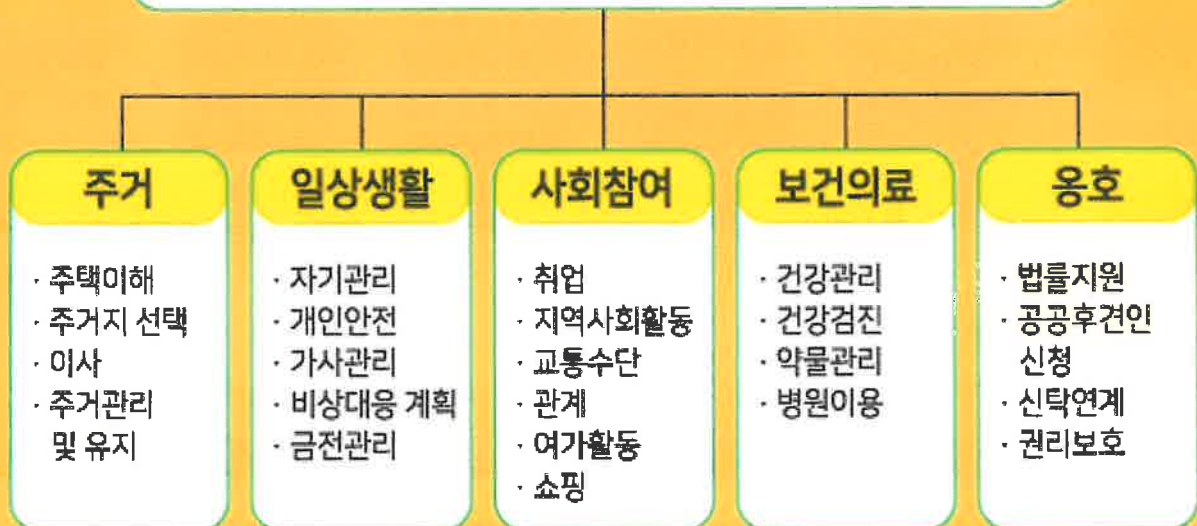 주거
· 주택이해
· 주거지 선택
· 이사
· 주거관리
및 유지
일상생활
· 자기관리
· 개인안전
· 가사관리
· 비상대응 계획
· 금전관리
사회참여
· 취업
· 지역사회활동
· 교통수단
· 관계
· 여가활동
· 쇼핑
보건의료
· 건강관리
· 건강검진
· 약물관리
· 병원이용
옹호
· 법률지원
· 공공후견인
신청
· 신탁연계
· 권리보호